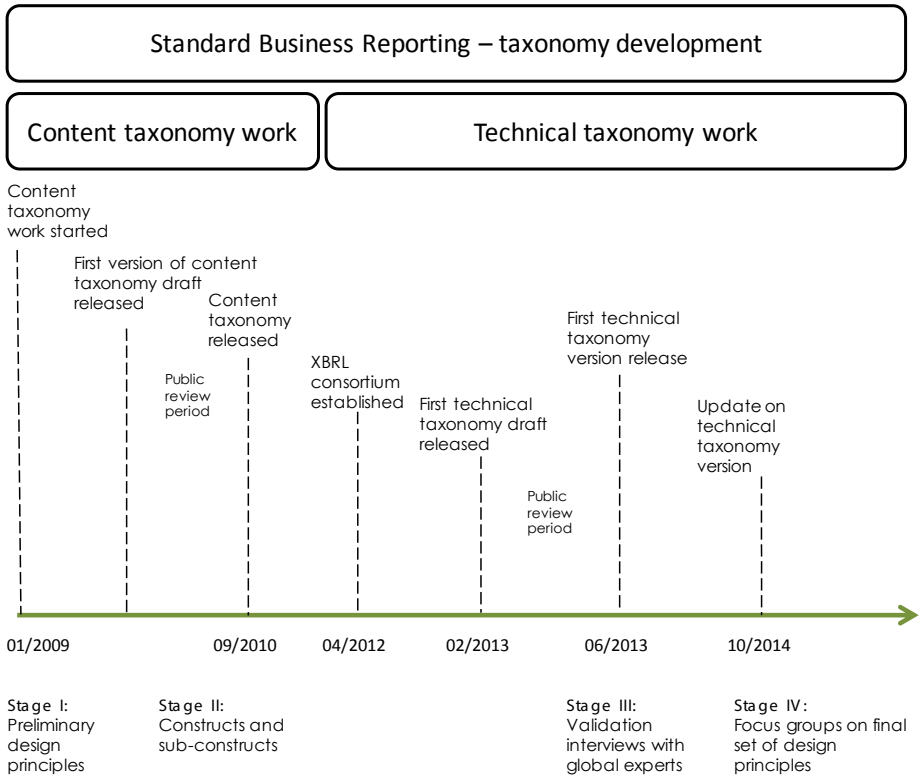 Standard Business Reporting – taxonomy development
Content taxonomy work
Technical taxonomy work
Content
taxonomy
work started
First version of content
taxonomy draft
released
Content
taxonomy
released
Public
review
period
XBRL
consortium
established
First technical
taxonomy draft
released
Public
review
period
First technical
taxonomy
version release
Update on
technical
taxonomy
version
01/2009
09/2010
04/2012
02/2013
06/2013
10/2014
Stage I:
Preliminary
design
principles
Stage II:
Constructs and
sub-constructs
Stage III:
Validation
interviews with
global experts
Stage IV:
Focus groups on final
set of design
principles